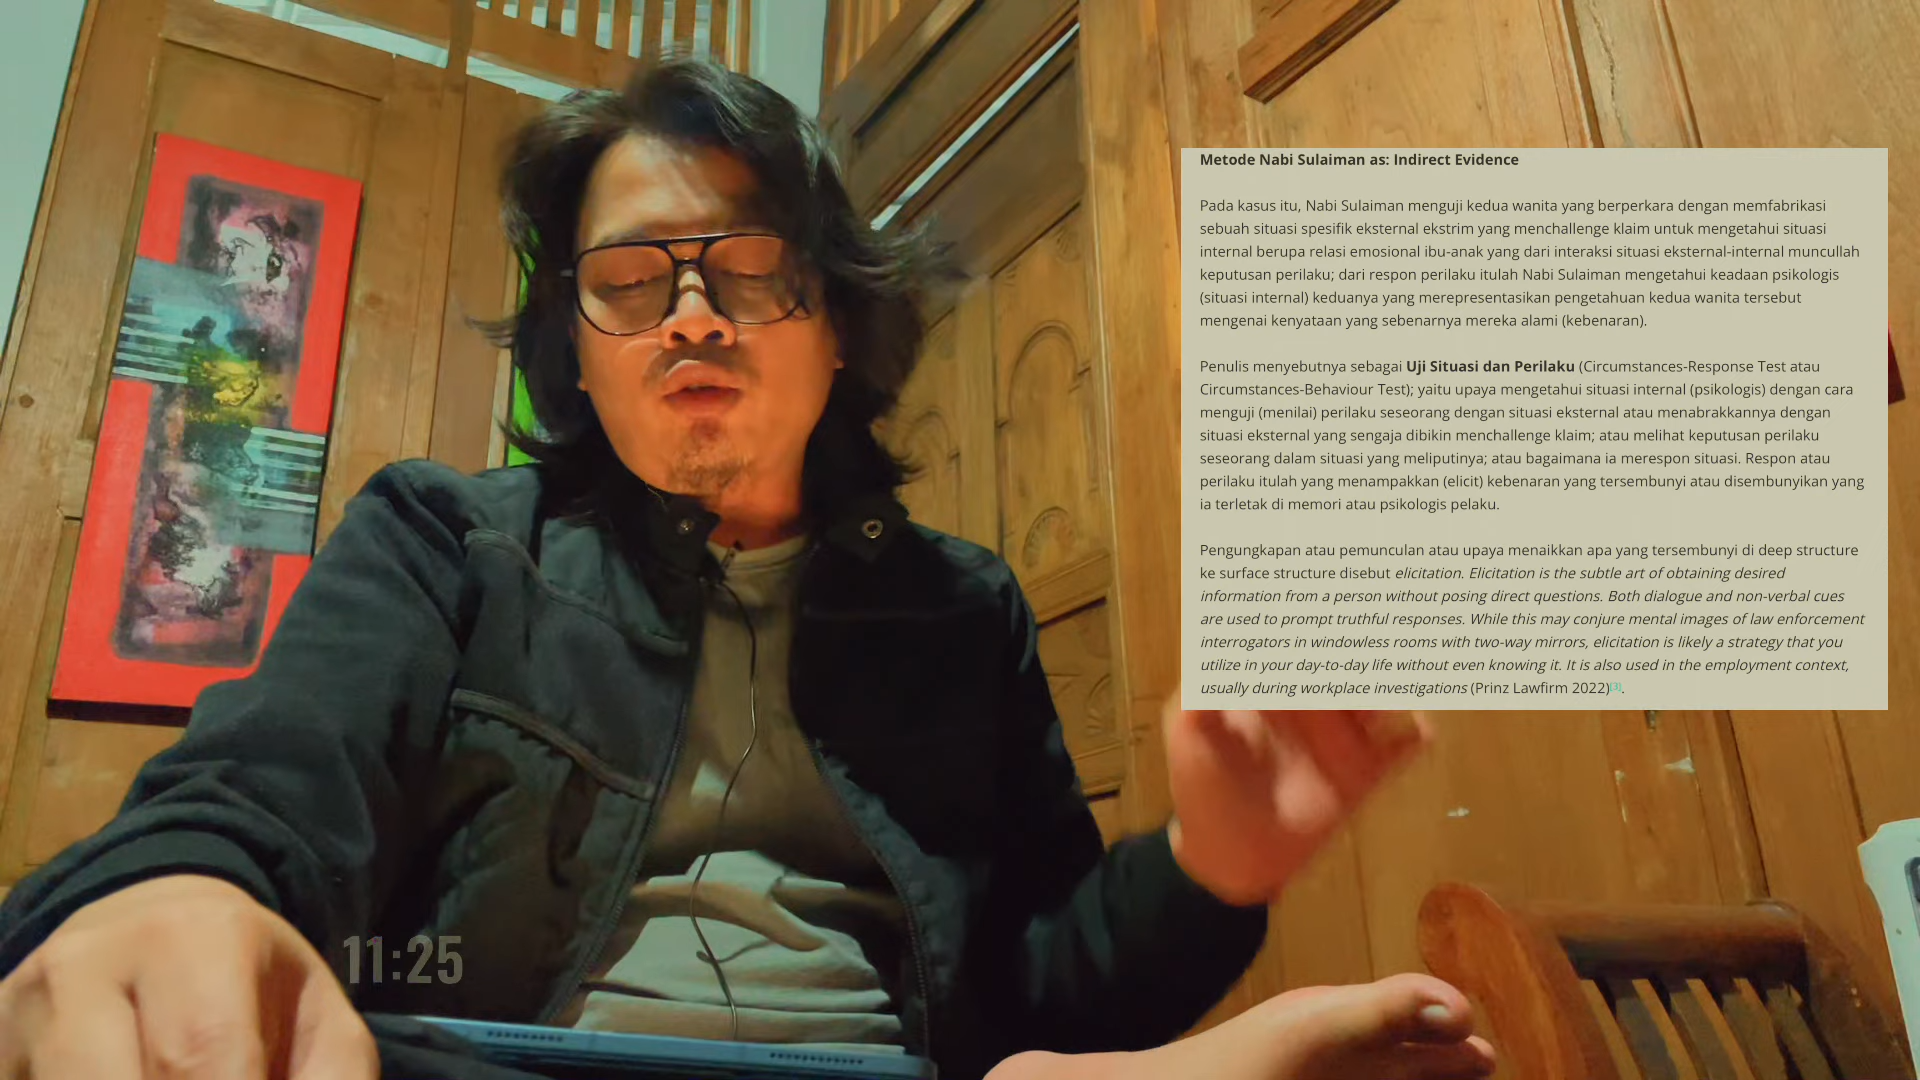 Metode Nabi Sulaiman as: Indirect Evidence
Pada kasus itu, Nabi Sulaiman menguji kedua wanita yang berperkara dengan memfabrikasi
sebuah situasi spesifik eksternal ekstrim yang menchallenge klaim untuk mengetahui situasi
internal berupa relasi emosional ibu-anak yang dari interaksi situasi eksternal-internal muncullah
keputusan perilaku; dari respon perilaku itulah Nabi Sulaiman mengetahui keadaan psikologis
(situasi internal) keduanya yang merepresentasikan pengetahuan kedua wanita tersebut
mengenai kenyataan yang sebenarnya mereka alami (kebenaran).
Penulis menyebutnya sebagai Uji Situasi dan Perilaku (Circumstances-Response Test atau
Circumstances-Behaviour Test); yaitu upaya mengetahui situasi internal (psikologis) dengan cara
menguji (menilai) perilaku seseorang dengan situasi eksternal atau menabrakkannya dengan
situasi eksternal yang sengaja dibikin menchallenge klaim; atau melihat keputusan perilaku
seseorang dalam situasi yang meliputinya; atau bagaimana ia merespon situasi. Respon atau
perilaku itulah yang menampakkan (elicit) kebenaran yang tersembunyi atau disembunyikan yang
ia terletak di memori atau psikologis pelaku.
Pengungkapan atau pemunculan atau upaya menaikkan apa yang tersembunyi di deep structure
ke surface structure disebut elicitation. Elicitation is the subtle art of obtaining desired
information from a person without posing direct questions. Both dialogue and non-verbal cues
are used to prompt truthful responses. While this may conjure mental images of law enforcement
interrogators in windowless rooms with two-way mirrors, elicitation is likely a strategy that you
utilize in your day-to-day life without even knowing it. It is also used in the employment context,
usually during workplace investigations (Prinz Lawfirm 2022)[3].
11:25